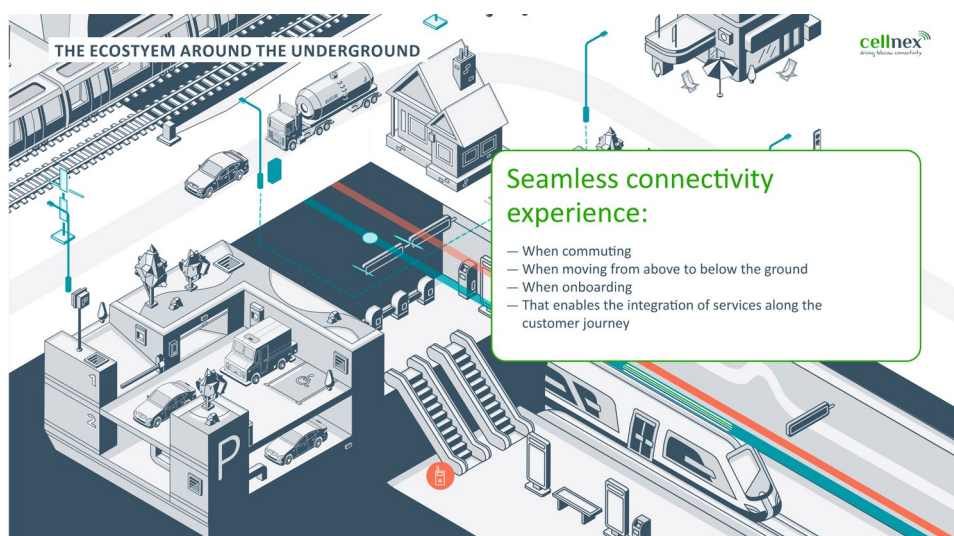 THE ECOSTYEM AROUND THE UNDERGROUND
cellnex
driving telecom connectivity
Seamless connectivity
experience:
— When commuting
— When moving from above to below the ground
— When onboarding
— That enables the integration of services along the
customer journey
1
2
P